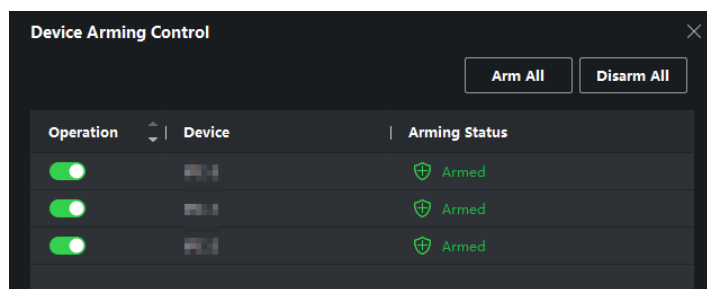 Device Arming Control
Arm All Disarm All
Operation Device Arming Status
Armed
Armed
Armed